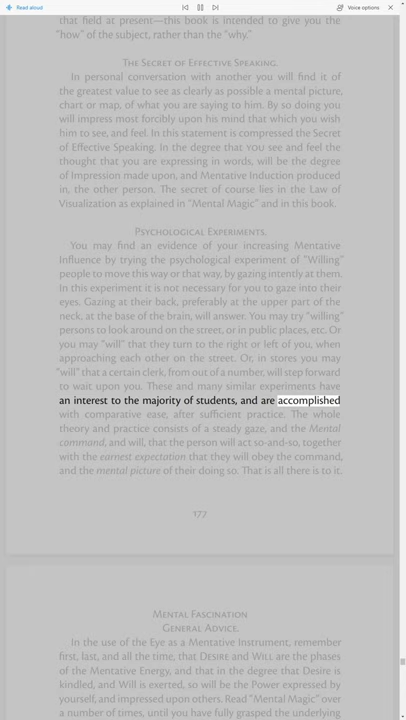 Read aloud
Voice options
that field at present—this book is intended to give you the
"how" of the subject, rather than the "why."
The Secret of Effective Speaking.
In personal conversation with another you will find it of
the greatest value to see as clearly as possible a mental picture,
chart or map, of what you are saying to him. By so doing you
will impress most forcibly upon his mind that which you wish
him to see, and feel. In this statement is compressed the Secret
of Effective Speaking. In the degree that you see and feel the
thought that you are expressing in words, will be the degree
of Impression made upon, and Mentative Induction produced
in, the other person. The secret of course lies in the Law of
Visualization as explained in "Mental Magic" and in this book.
Psychological Experiments.
You may find an evidence of your increasing Mentative
Influence by trying the psychological experiment of "Willing"
people to move this way or that way, by gazing intently at them.
In this experiment it is not necessary for you to gaze into their
eyes. Gazing at their back, preferably at the upper part of the
neck, at the base of the brain, will answer. You may try "willing"
persons to look around on the street, or in public places, etc. Or
you may "will" that they turn to the right or left of you, when
approaching each other on the street. Or, in stores you may
"will" that a certain clerk, from out of a number, will step forward
to wait upon you. These and many similar experiments have
an interest to the majority of students, and are accomplished
with comparative ease, after sufficient practice. The whole
theory and practice consists of a steady gaze, and the Mental
command, and will, that the person will act so-and-so, together
with the earnest expectation that they will obey the command,
and the mental picture of their doing so. That is all there is to it.
177
Mental Fascination
General Advice.
In the use of the Eye as a Mentative Instrument, remember
first, last, and all the time, that Desire and Will are the phases
of the Mentative Energy, and that in the degree that Desire is
kindled, and Will is exerted, so will be the Power expressed by
yourself, and impressed upon others. Read "Mental Magic" over
a number of times, until you have fully grasped the underlying